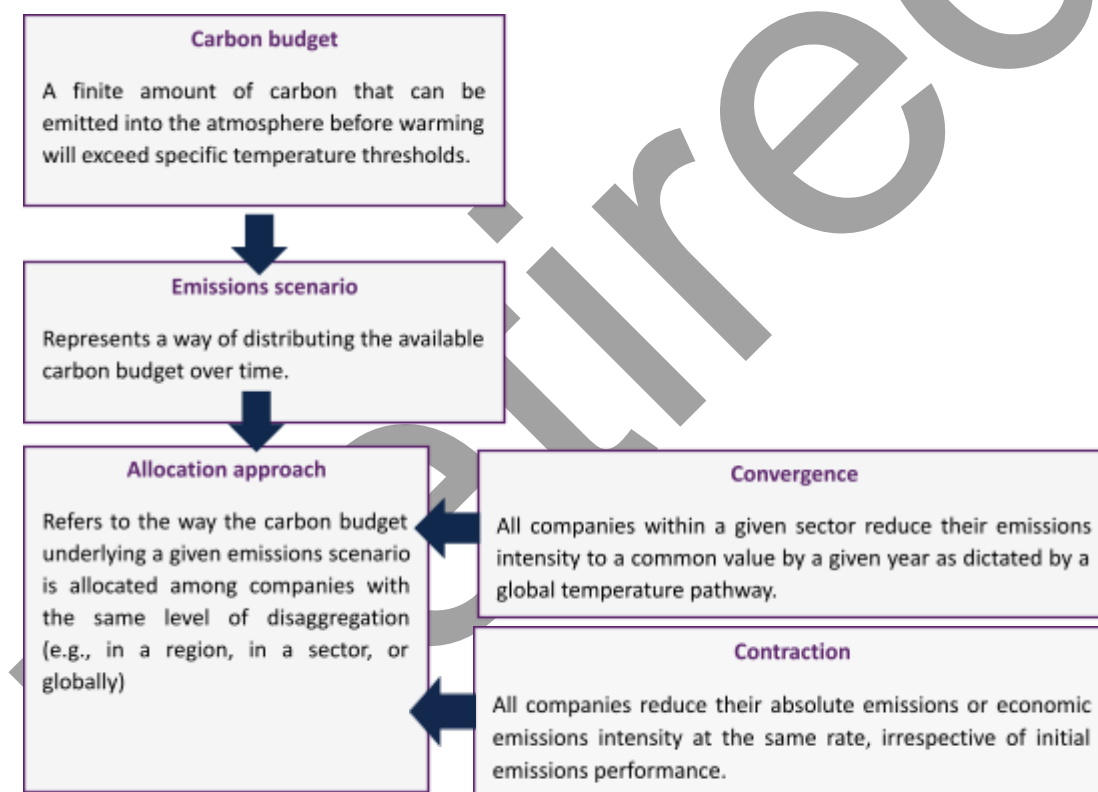 Carbon budget
A finite amount of carbon that can be
emitted into the atmosphere before warming
will exceed specific temperature thresholds.
Emissions scenario
Represents a way of distributing the available
carbon budget over time.
Allocation approach
Refers to the way the carbon budget
underlying a given emissions scenario
is allocated among companies with
the same level of disaggregation
(e.g., in a region, in a sector, or
globally)
Convergence
All companies within a given sector reduce their emissions
intensity to a common value by a given year as dictated by a
global temperature pathway.
Contraction
All companies reduce their absolute emissions or economic
emissions intensity at the same rate, irrespective of initial
emissions performance.